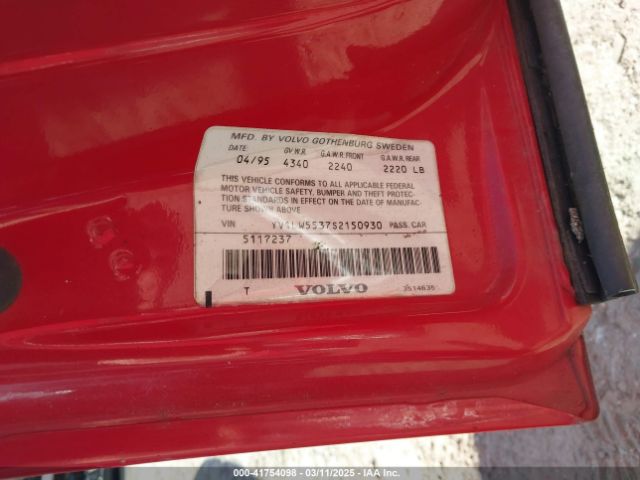 MFD. BY VOLVO GOTHENBURG SWEDEN
DATE: G.V.W.R. G.A.W.R. FRONT G.A.W.R. REAR
04/95 4340 2240 2220 LB
THIS VEHICLE CONFORMS TO ALL APPLICABLE FEDERAL
MOTOR VEHICLE SAFETY, BUMPER AND THEFT PROTEC-
TION STANDARDS IN EFFECT ON THE DATE OF MANUFAC-
TURE SHOWN ABOVE
VIN YV1LW5537S2150930 PASS. CAR
5117237
T VOLVO 3514635
000-41754098 - 03/11/2025 - IAA Inc.